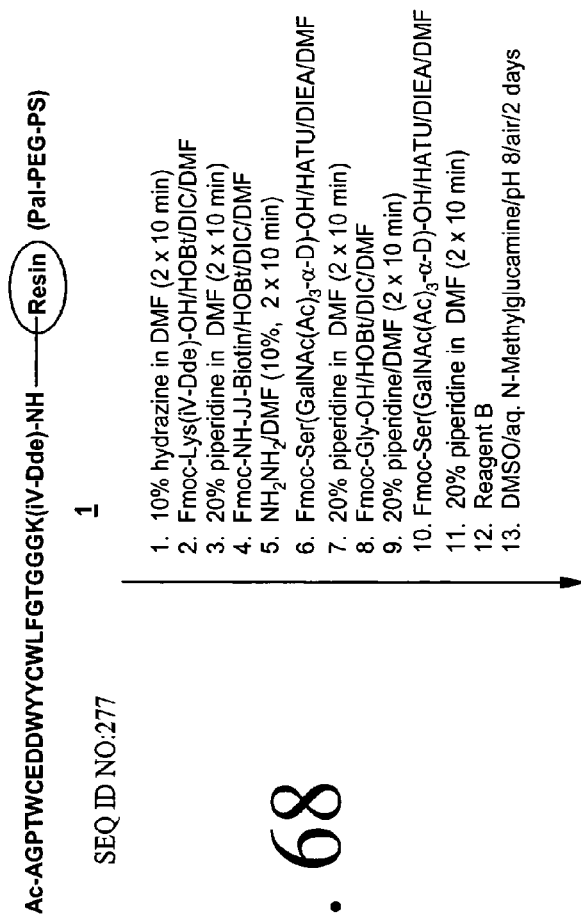 Ac-AGPTWCEDDWYYCWLFGTGGGK(iV-Dde)-NH Resin (Pal-PEG-PS)
1
SEQ ID NO:277
1. 10% hydrazine in DMF (2 x 10 min)
2. Fmoc-Lys(iV-Dde)-OH/HOBt/DIC/DMF
3. 20% piperidine in DMF (2 x 10 min)
4. Fmoc-NH-JJ-Biotin/HOBt/DIC/DMF
5. NH2NH2/DMF (10%, 2 x 10 min)
6. Fmoc-Ser(GalNAc(Ac)3-α-D)-OH/HATU/DIEA/DMF
7. 20% piperidine in DMF (2 x 10 min)
8. Fmoc-Gly-OH/HOBt/DIC/DMF
9. 20% piperidine/DMF (2 x 10 min)
10. Fmoc-Ser(GalNAc(Ac)3-α-D)-OH/HATU/DIEA/DMF
11. 20% piperidine in DMF (2 x 10 min)
12. Reagent B
13. DMSO/aq. N-Methylglucamine/pH 8/air/2 days
. 68